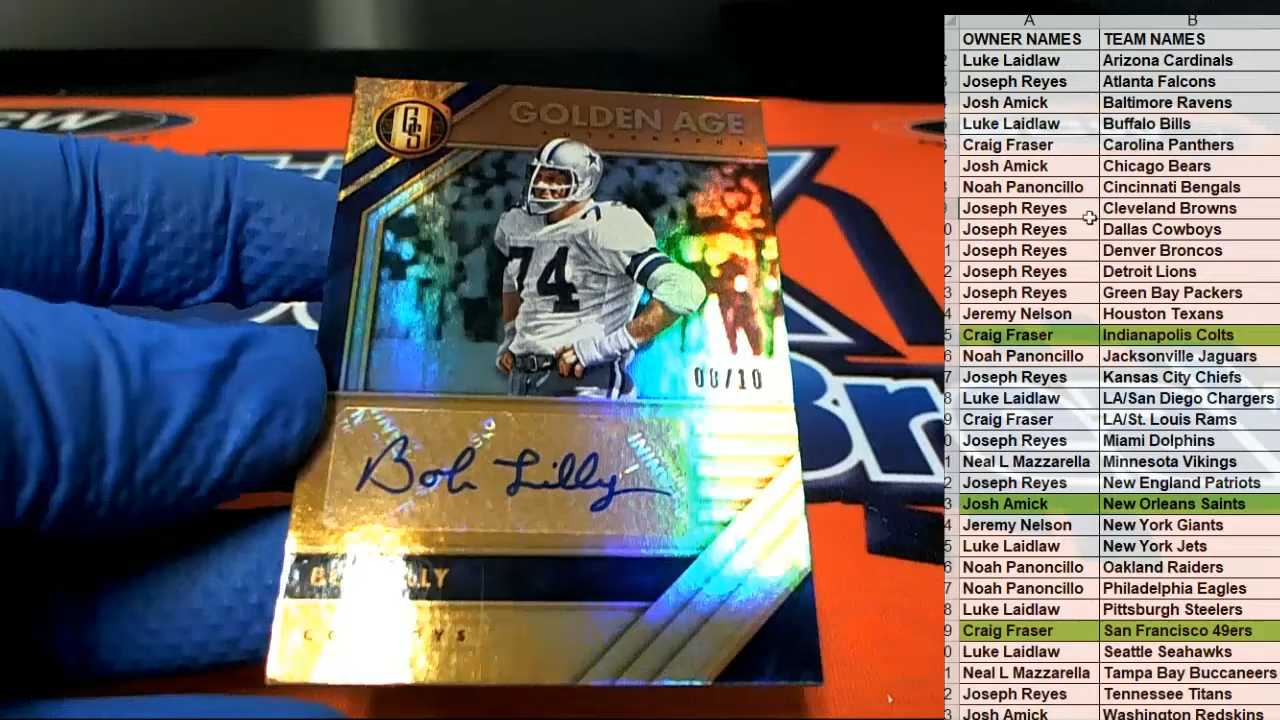 GOLDEN AGE
AUTOGRAPHS
GS
74
Bob Lilly
A B
OWNER NAMES TEAM NAMES
Luke Laidlaw Arizona Cardinals
Joseph Reyes Atlanta Falcons
Josh Amick Baltimore Ravens
Luke Laidlaw Buffalo Bills
Craig Fraser Carolina Panthers
Josh Amick Chicago Bears
Noah Panoncillo Cincinnati Bengals
Joseph Reyes Cleveland Browns
Joseph Reyes Dallas Cowboys
Joseph Reyes Denver Broncos
Joseph Reyes Detroit Lions
Joseph Reyes Green Bay Packers
Jeremy Nelson Houston Texans
Craig Fraser Indianapolis Colts
Noah Panoncillo Jacksonville Jaguars
Joseph Reyes Kansas City Chiefs
Luke Laidlaw LA/San Diego Chargers
Craig Fraser LA/St. Louis Rams
Joseph Reyes Miami Dolphins
Neal L Mazzarella Minnesota Vikings
Joseph Reyes New England Patriots
Josh Amick New Orleans Saints
Jeremy Nelson New York Giants
Luke Laidlaw New York Jets
Noah Panoncillo Oakland Raiders
Noah Panoncillo Philadelphia Eagles
Luke Laidlaw Pittsburgh Steelers
Craig Fraser San Francisco 49ers
Luke Laidlaw Seattle Seahawks
Neal L Mazzarella Tampa Bay Buccaneers
Joseph Reyes Tennessee Titans
Josh Amick Washington Redskins